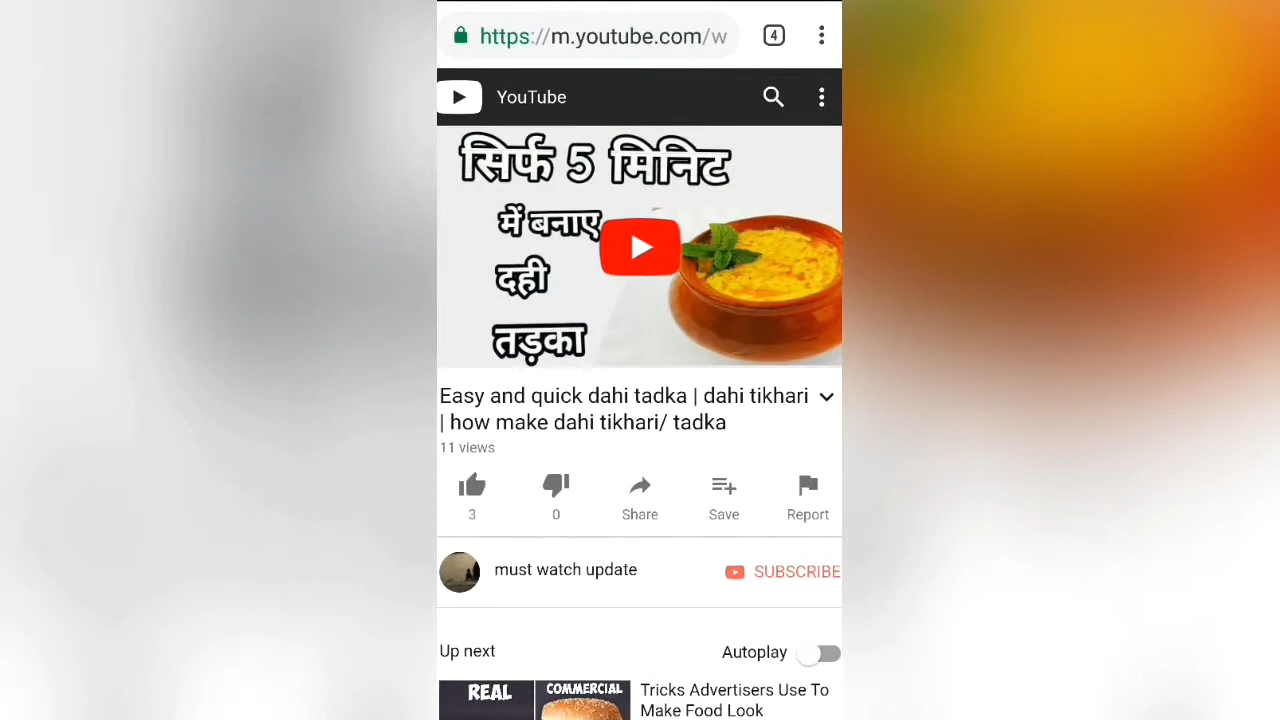 https://m.youtube.com/w
4
YouTube
सिर्फ 5 मिनिट
में बनाए
दही
तड़का
Easy and quick dahi tadka | dahi tikhari
| how make dahi tikhari/ tadka
11 views
3
0
Share
Save
Report
must watch update
SUBSCRIBE
Up next
Autoplay
REAL
COMMERCIAL
Tricks Advertisers Use To
Make Food Look